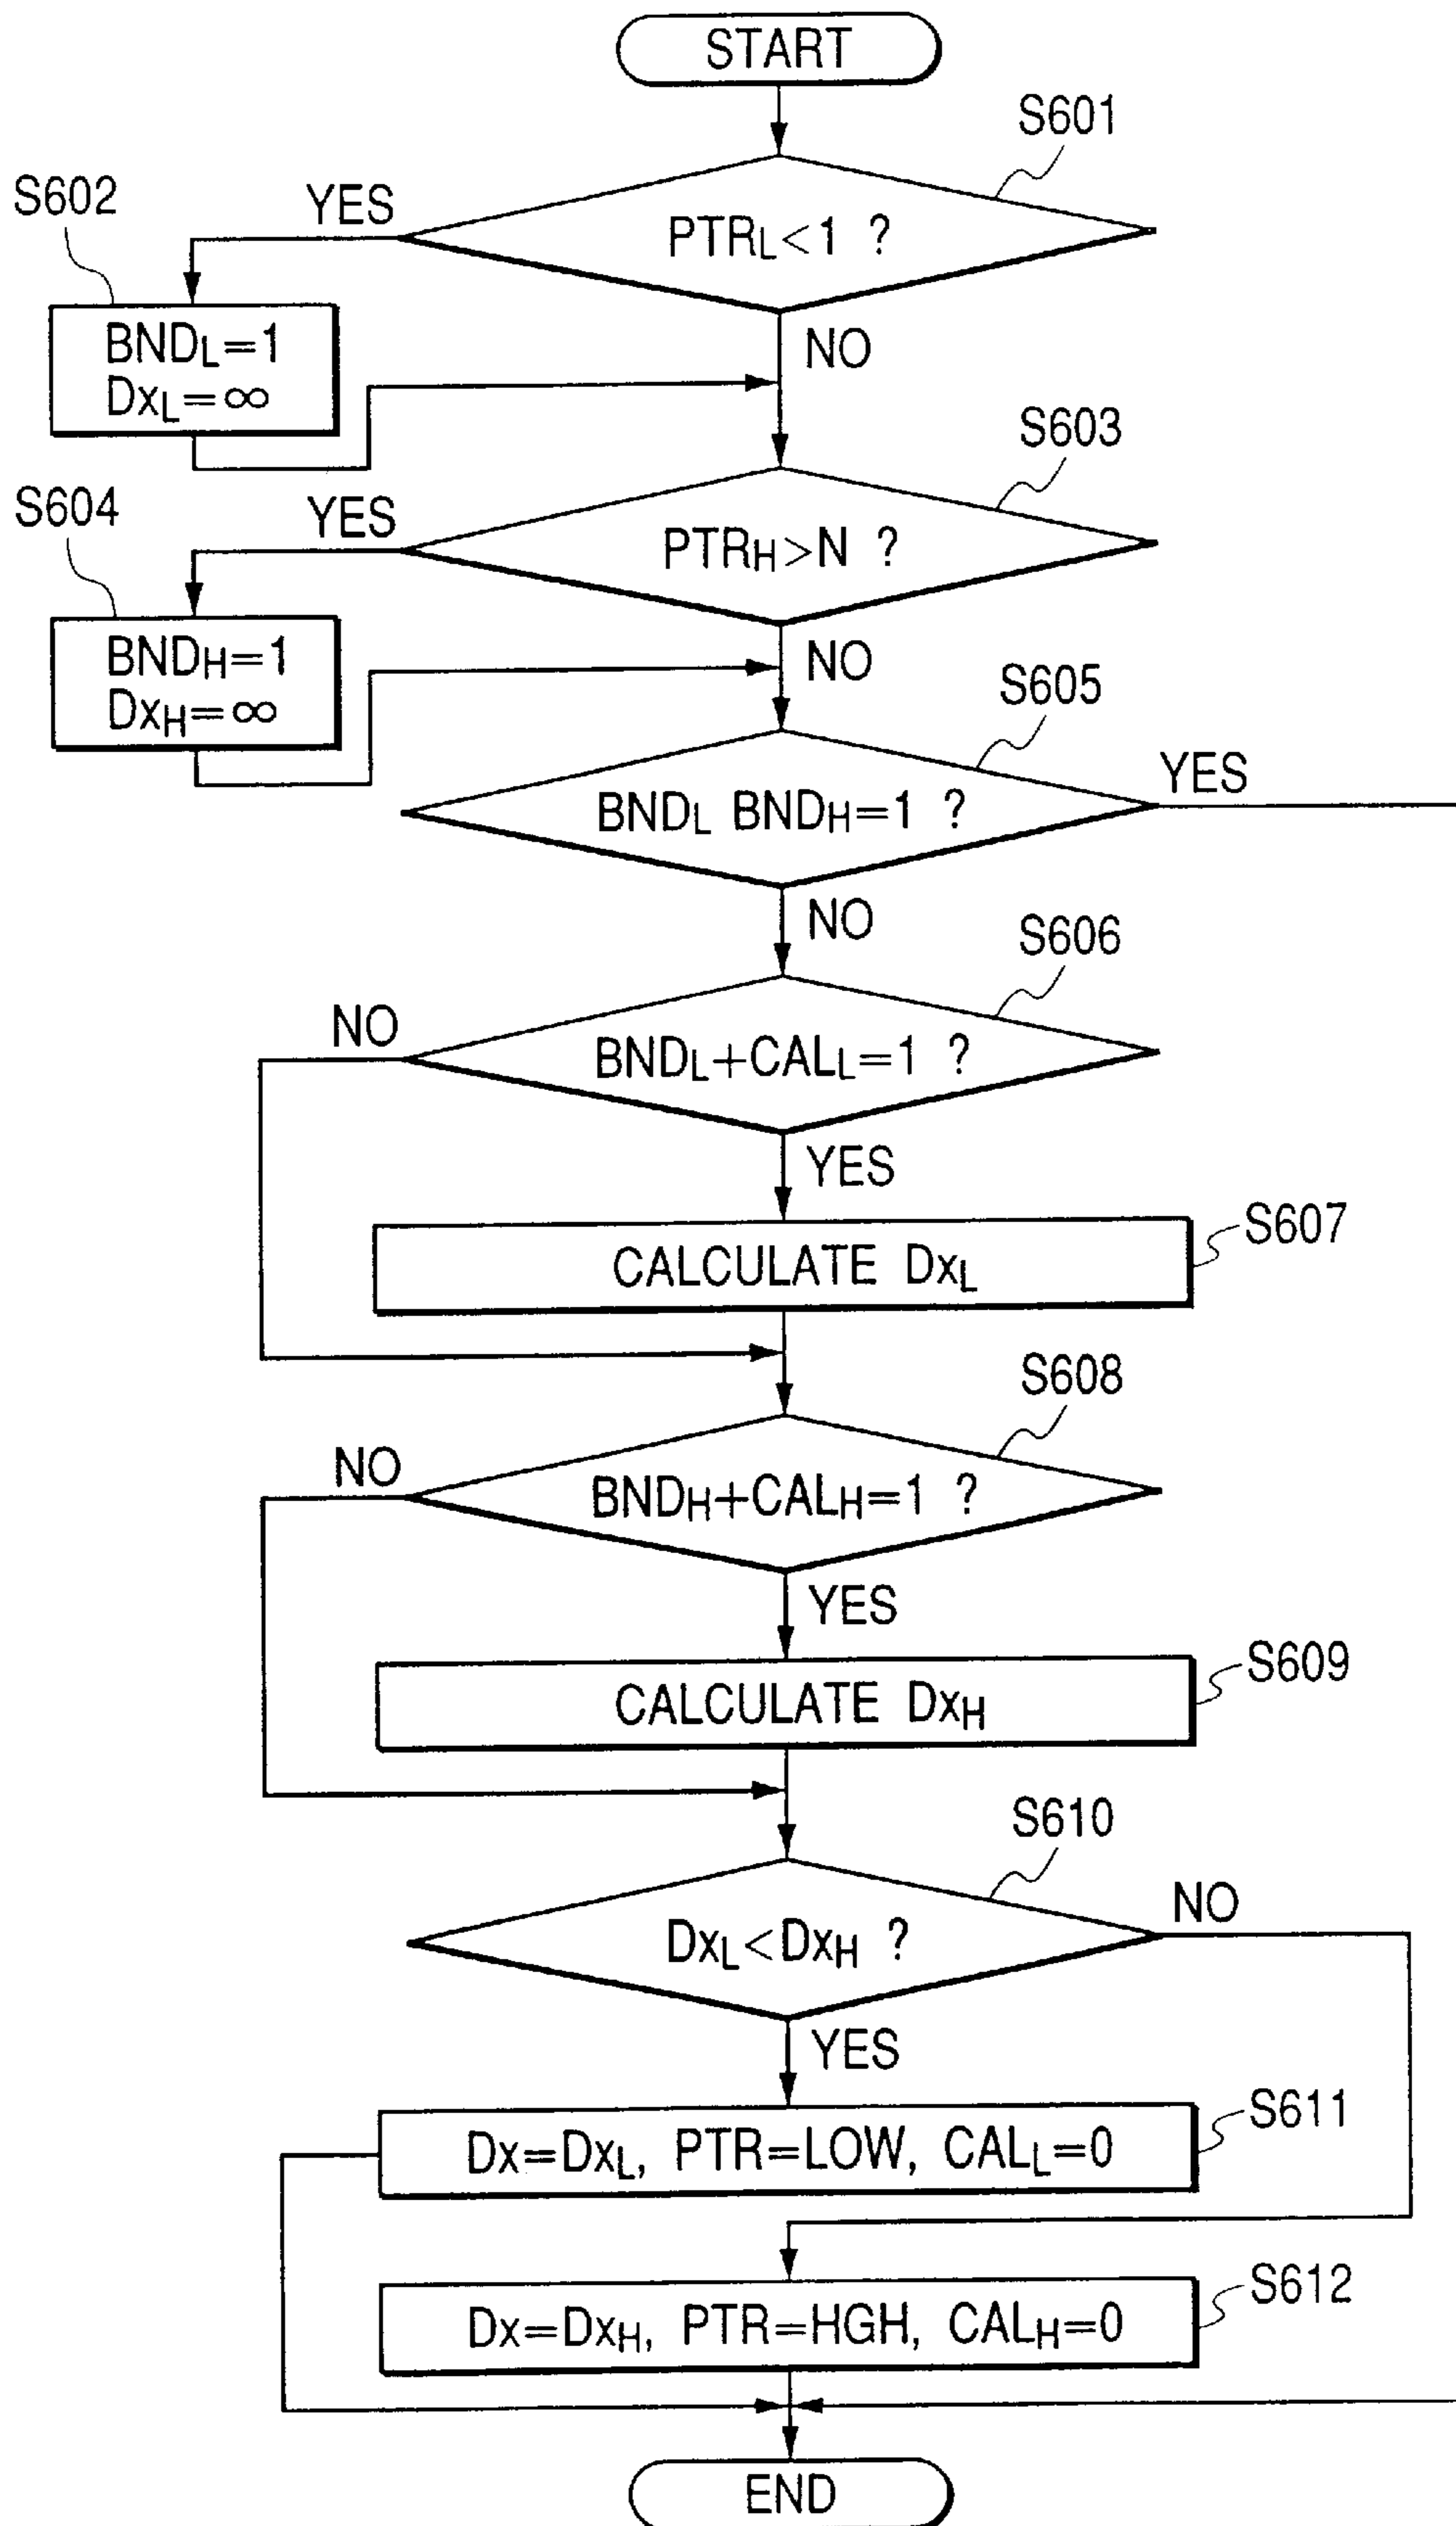 START
S601
PTRL<1 ?
YES
S602
BNDL=1
DxL=∞
NO
S603
PTRH>N ?
YES
S604
BNDH=1
DxH=∞
NO
S605
BNDL BNDH=1 ?
YES
NO
S606
BNDL+CALL=1 ?
NO
YES
S607
CALCULATE DxL
S608
BNDH+CALH=1 ?
NO
YES
S609
CALCULATE DxH
S610
DxL<DxH ?
NO
YES
S611
Dx=DxL, PTR=LOW, CALL=0
S612
Dx=DxH, PTR=HGH, CALH=0
END